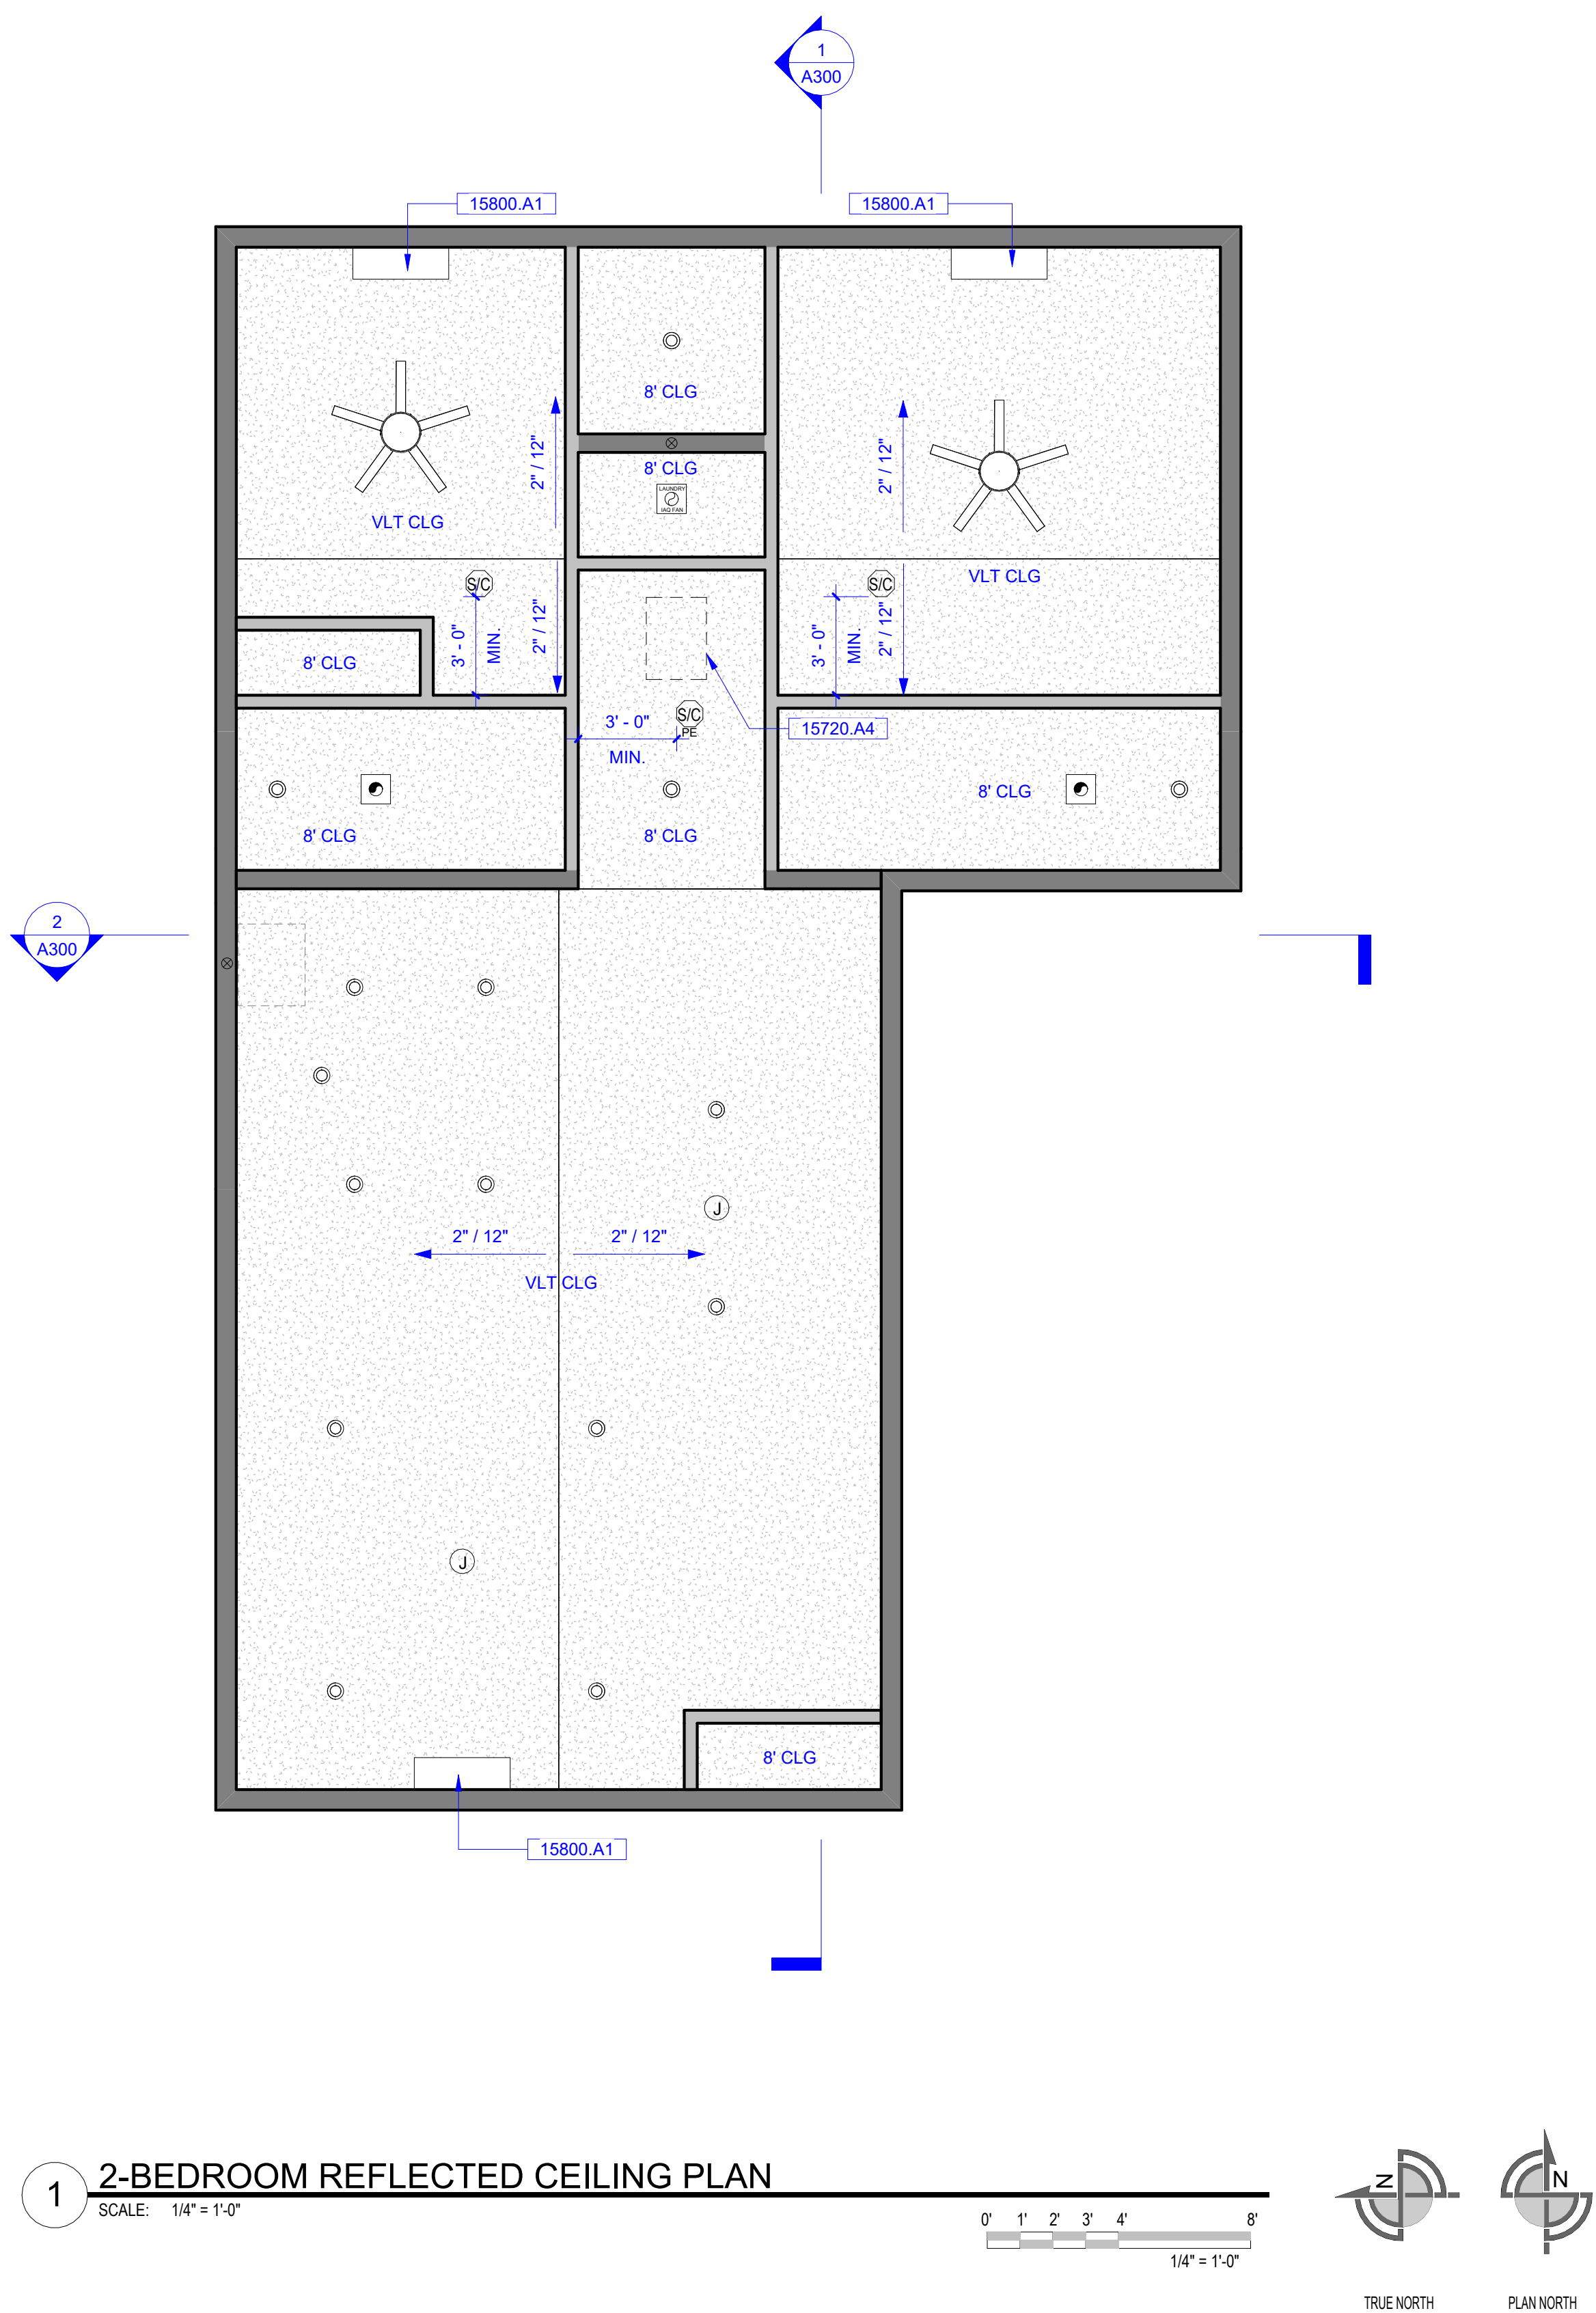 1
A300
15800.A1
15800.A1
8' CLG
2" / 12"
2" / 12"
8' CLG
LAUNDRY
IAQ FAN
VLT CLG
VLT CLG
S/C
S/C
2" / 12"
2" / 12"
3' - 0"
MIN.
3' - 0"
MIN.
8' CLG
S/C
PE
3' - 0"
MIN.
15720.A4
8' CLG
8' CLG
8' CLG
2
A300
J
2" / 12"
2" / 12"
VLT CLG
J
8' CLG
15800.A1
1
2-BEDROOM REFLECTED CEILING PLAN
SCALE: 1/4" = 1'-0"
0' 1' 2' 3' 4' 8'
1/4" = 1'-0"
N
TRUE NORTH
N
PLAN NORTH